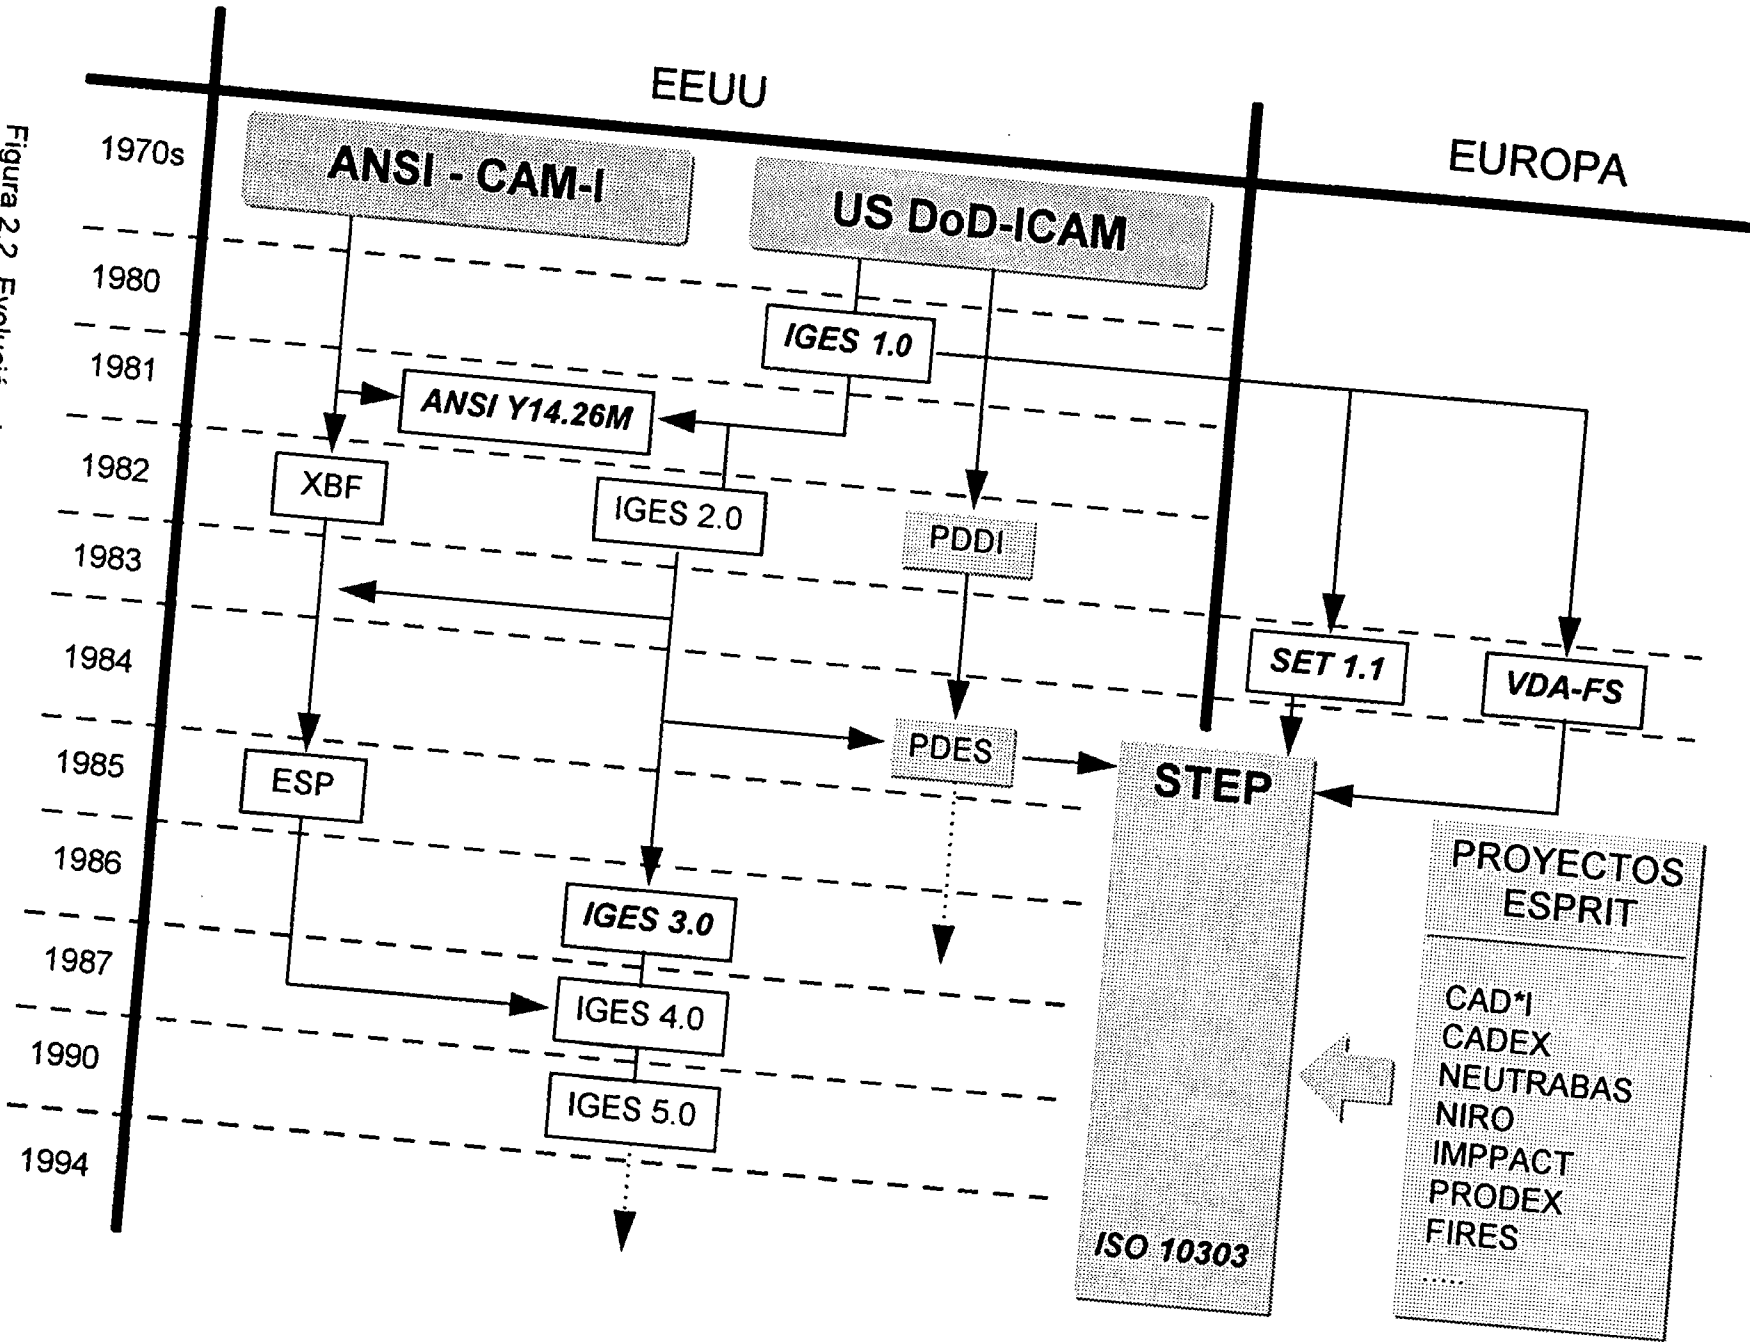 EEUU
EUROPA
1970s
ANSI - CAM-I
US DoD-ICAM
1980
IGES 1.0
1981
ANSI Y14.26M
1982
XBF
IGES 2.0
PDDI
1983
1984
SET 1.1
VDA-FS
1985
ESP
PDES
STEP
1986
IGES 3.0
PROYECTOS
ESPRIT
1987
IGES 4.0
CAD*I
CADEX
NEUTRABAS
NIRO
IMPPACT
PRODEX
FIRES
.....
1990
IGES 5.0
1994
ISO 10303
Figura 2.2